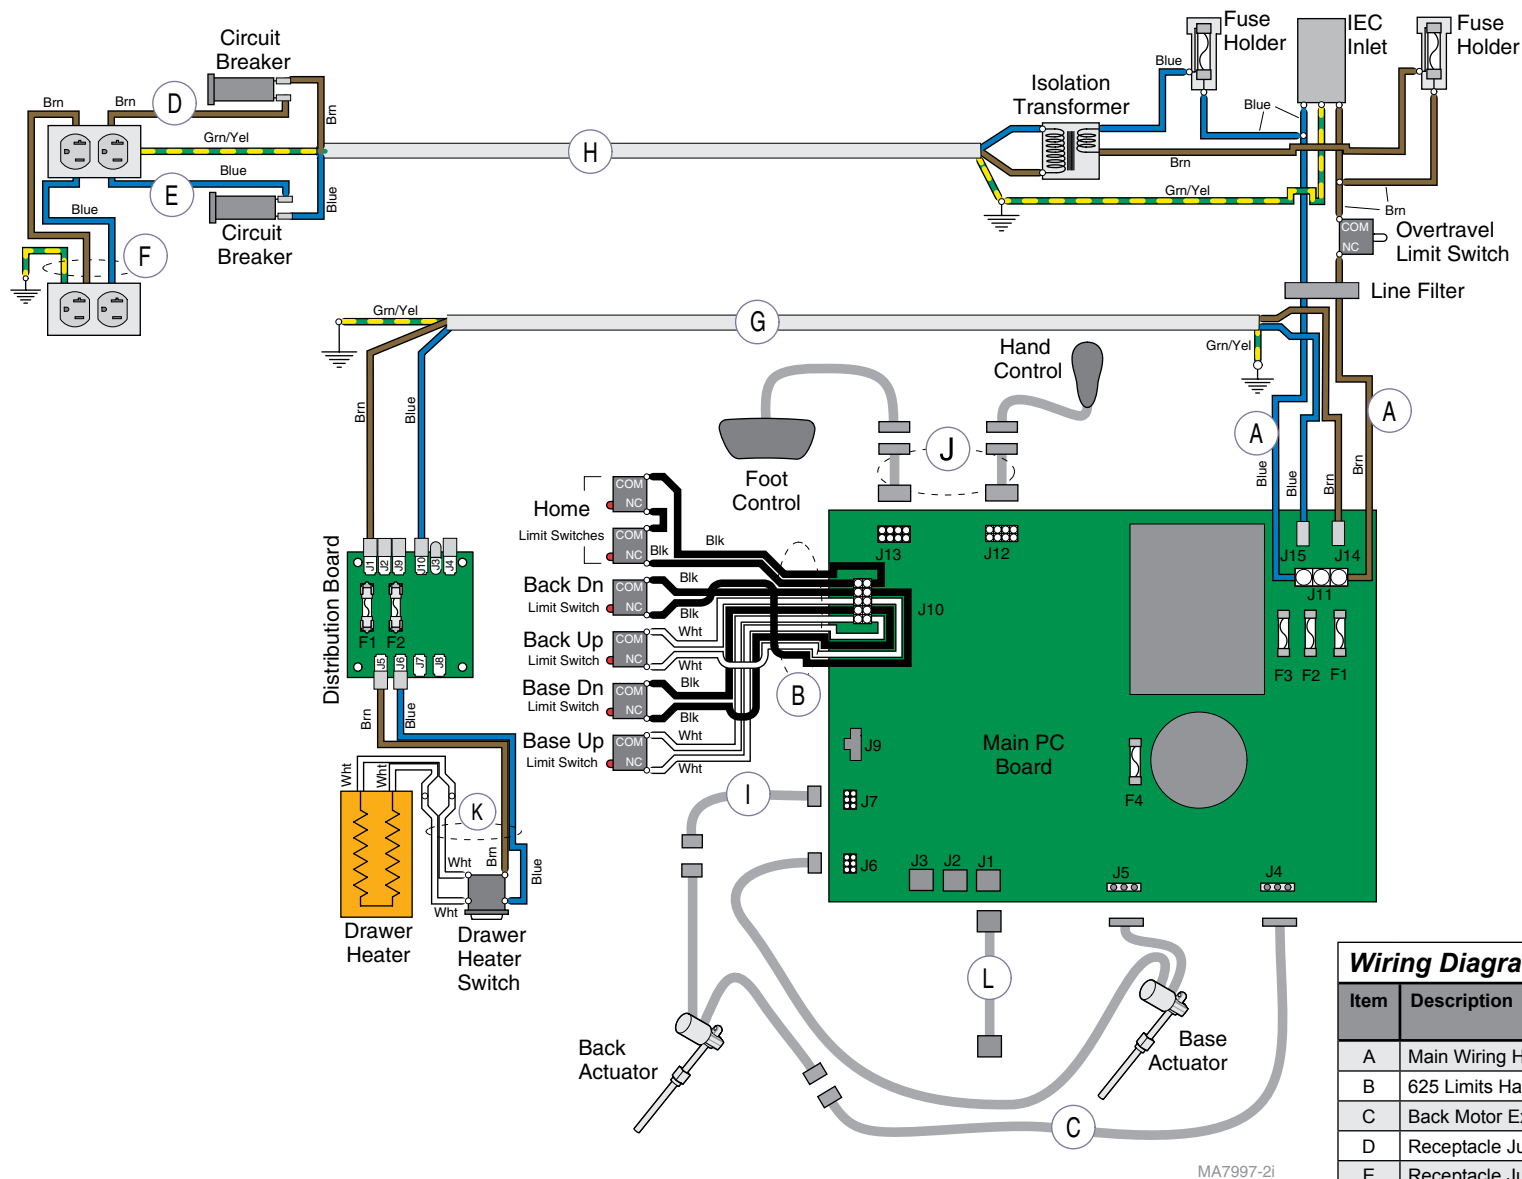 Circuit
Breaker
Brn
Brn
D
Brn
Grn/Yel
Blue
E
Blue
Blue
Circuit
Breaker
F
H
Isolation
Transformer
Blue
Fuse
Holder
IEC
Inlet
Fuse
Holder
Blue
Brn
Grn/Yel
Brn
COM
NC
Overtravel
Limit Switch
Line Filter
Grn/Yel
G
Grn/Yel
Hand
Control
Brn
Blue
A
A
J
Foot
Control
Blue
Blue
Brn
Brn
Home
Limit Switches
COM
NC
COM
NC
Blk
Blk
J13
J12
J15
J14
J11
Distribution Board
J1
J2
J9
J10
J3
J4
F1
F2
J5
J6
J7
J8
Back Dn
Limit Switch
COM
NC
Blk
Blk
J10
Back Up
Limit Switch
COM
NC
Wht
Wht
F3
F2
F1
Base Dn
Limit Switch
COM
NC
Blk
Blk
B
Base Up
Limit Switch
COM
NC
Wht
Wht
J9
Main PC
Board
F4
Brn
Blue
Wht
Wht
K
I
J7
J6
J3
J2
J1
J5
J4
Wht
Brn
Blue
Wht
Drawer
Heater
Drawer
Heater
Switch
L
Back
Actuator
Base
Actuator
C
MA7997-2i
Wiring Diagra
Item Description
A Main Wiring H
B 625 Limits Ha
C Back Motor Ex
D Receptacle Ju
E Receptacle Ju